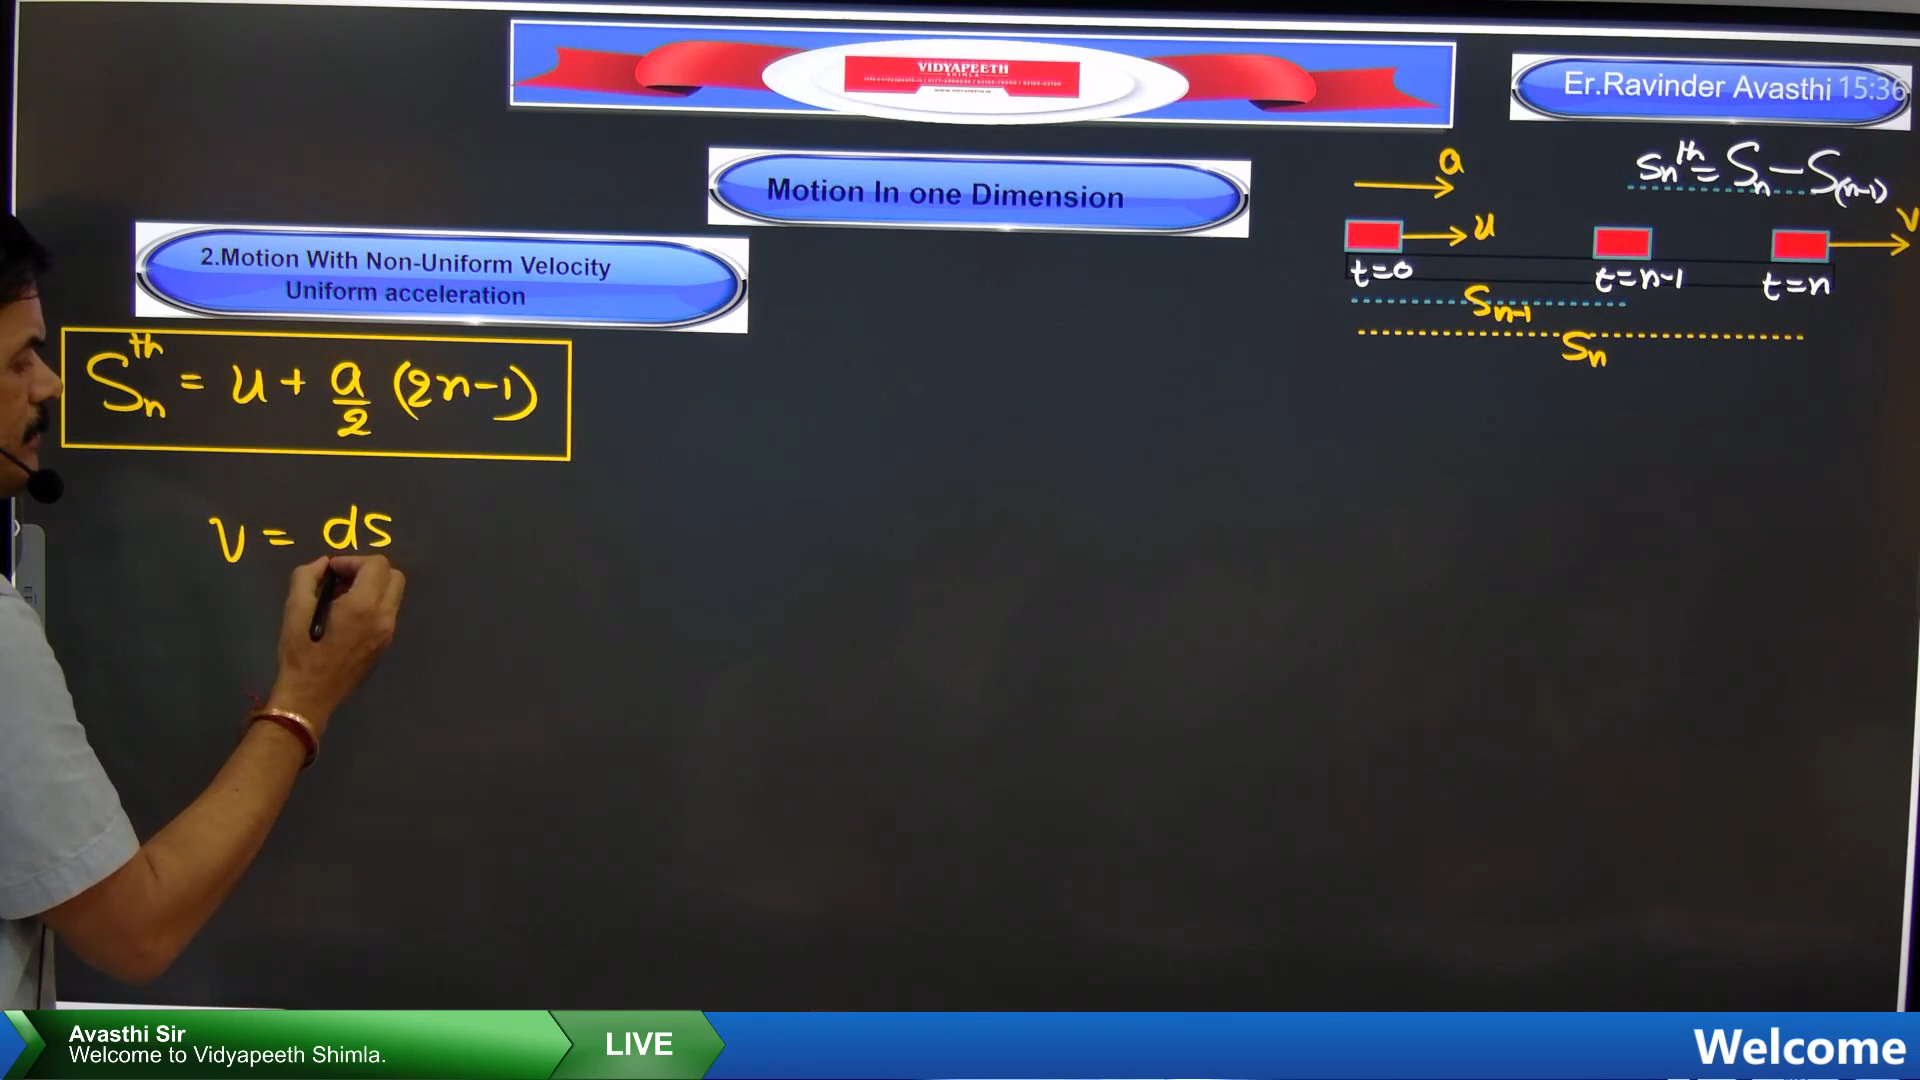 VIDYAPEETH
SHIMLA
Er.Ravinder Avasthi 15:36
Motion In one Dimension
2.Motion With Non-Uniform Velocity
Uniform acceleration
a
Sₙᵗʰ = Sₙ − S₍ₙ₋₁₎
u
v
t=0
t=n-1
t=n
Sₙ₋₁
Sₙ
Sₙᵗʰ = u + a/2 (2n-1)
v = ds
Avasthi Sir
Welcome to Vidyapeeth Shimla.
LIVE
Welcome